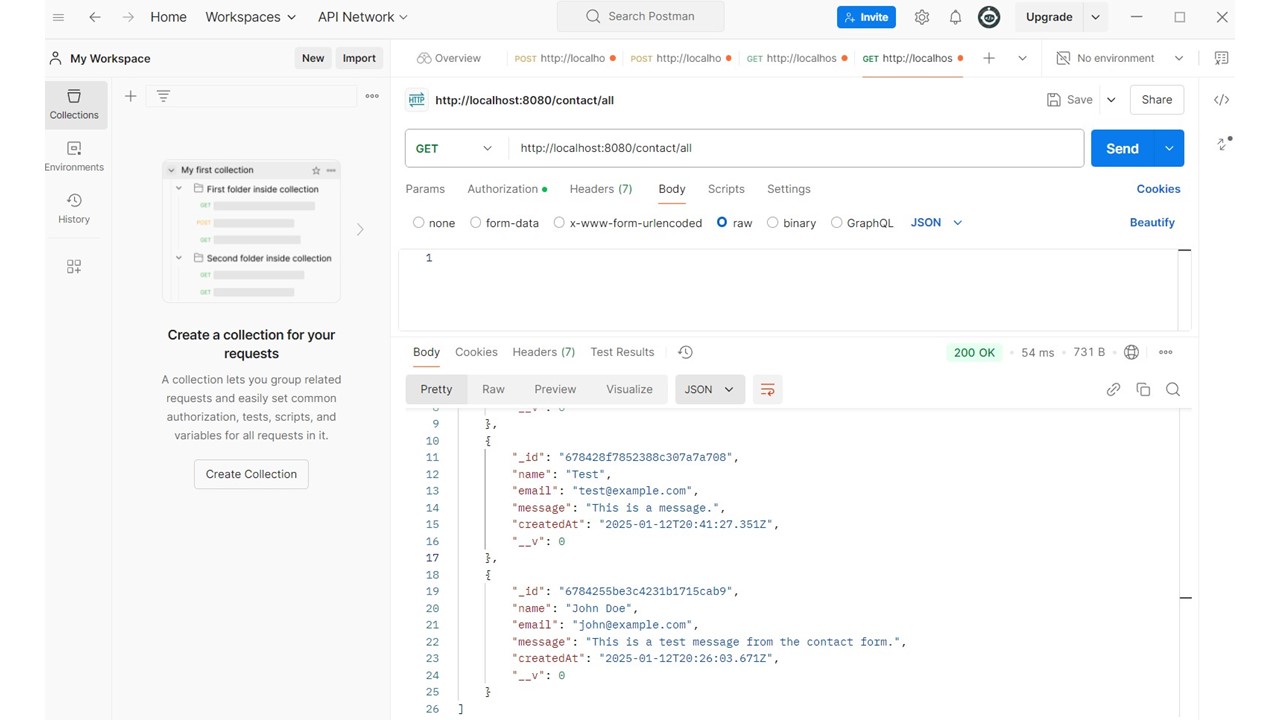 Home Workspaces API Network Search Postman Invite Upgrade
My Workspace New Import Overview POST http://localho POST http://localho GET http://localhos GET http://localhos No environment
Collections
Environments
History
My first collection
First folder inside collection
GET
POST
GET
Second folder inside collection
GET
GET
Create a collection for your
requests
A collection lets you group related
requests and easily set common
authorization, tests, scripts, and
variables for all requests in it.
Create Collection
HTTP http://localhost:8080/contact/all Save Share
GET http://localhost:8080/contact/all Send
Params Authorization Headers (7) Body Scripts Settings Cookies
none form-data x-www-form-urlencoded raw binary GraphQL JSON Beautify
1
Body Cookies Headers (7) Test Results 200 OK 54 ms 731 B
Pretty Raw Preview Visualize JSON
9 },
10 {
11 "_id": "678428f7852388c307a7a708",
12 "name": "Test",
13 "email": "test@example.com",
14 "message": "This is a message.",
15 "createdAt": "2025-01-12T20:41:27.351Z",
16 "__v": 0
17 },
18 {
19 "_id": "6784255be3c4231b1715cab9",
20 "name": "John Doe",
21 "email": "john@example.com",
22 "message": "This is a test message from the contact form.",
23 "createdAt": "2025-01-12T20:26:03.671Z",
24 "__v": 0
25 }
26 ]